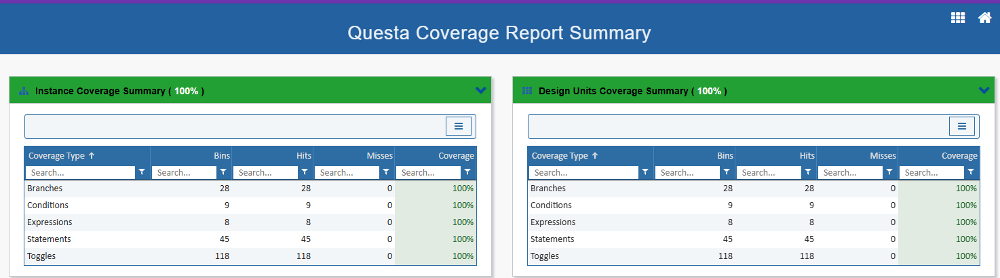 Questa Coverage Report Summary
Instance Coverage Summary ( 100% )
Coverage Type Bins Hits Misses Coverage
Search... Search... Search... Search... Search...
Branches 28 28 0 100%
Conditions 9 9 0 100%
Expressions 8 8 0 100%
Statements 45 45 0 100%
Toggles 118 118 0 100%
Design Units Coverage Summary ( 100% )
Coverage Type Bins Hits Misses Coverage
Search... Search... Search... Search... Search...
Branches 28 28 0 100%
Conditions 9 9 0 100%
Expressions 8 8 0 100%
Statements 45 45 0 100%
Toggles 118 118 0 100%